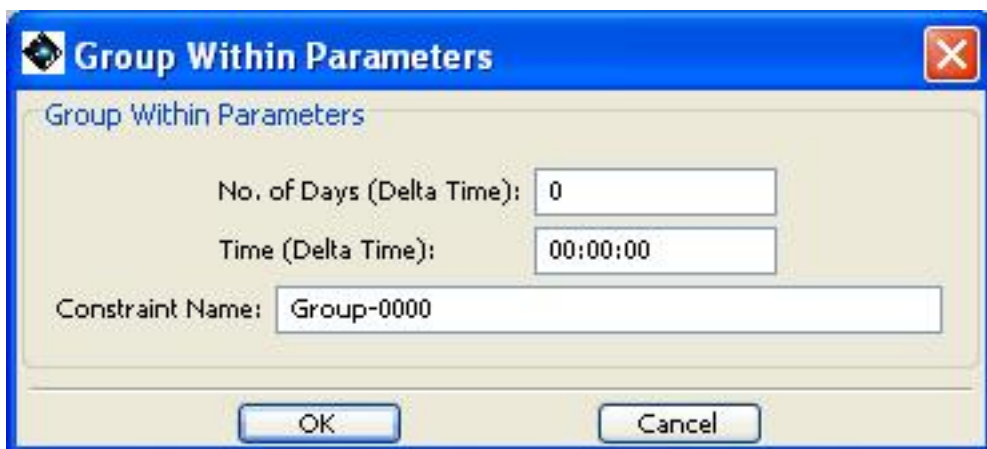 Group Within Parameters
Group Within Parameters
No. of Days (Delta Time): 0
Time (Delta Time): 00:00:00
Constraint Name: Group-0000
OK Cancel